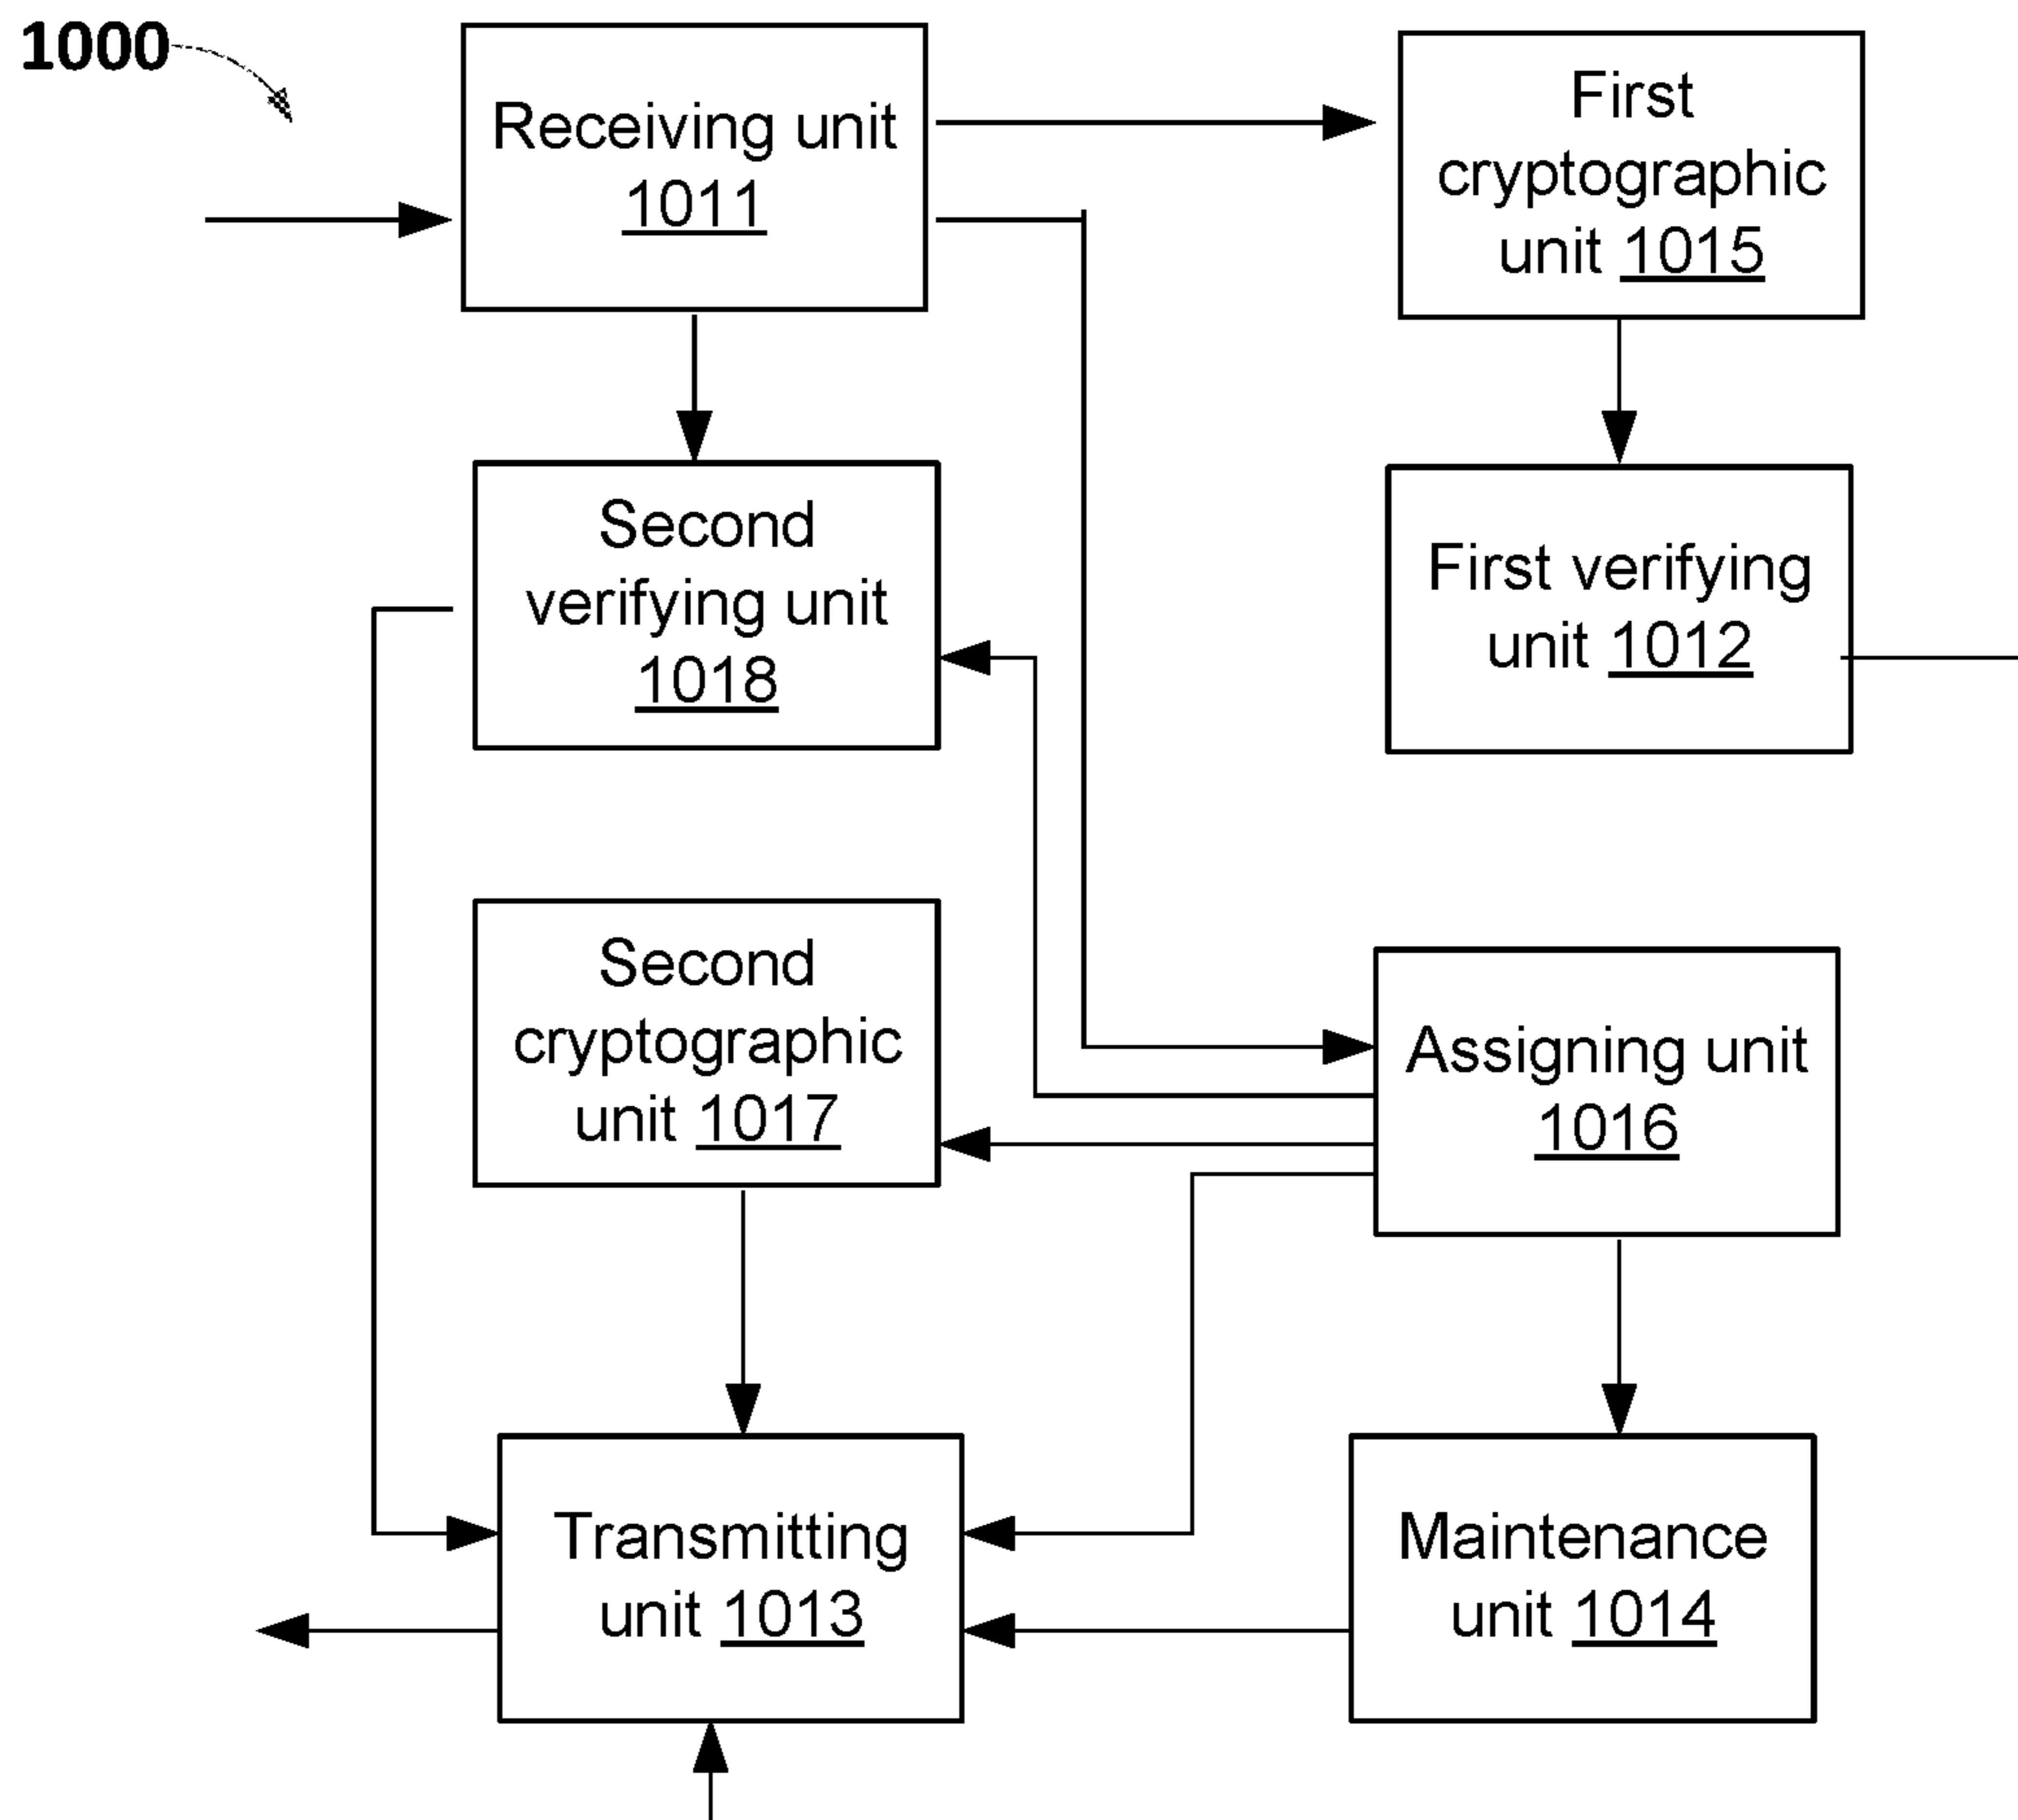 1000
Receiving unit
1011
First
cryptographic
unit 1015
Second
verifying unit
1018
First verifying
unit 1012
Second
cryptographic
unit 1017
Assigning unit
1016
Transmitting
unit 1013
Maintenance
unit 1014